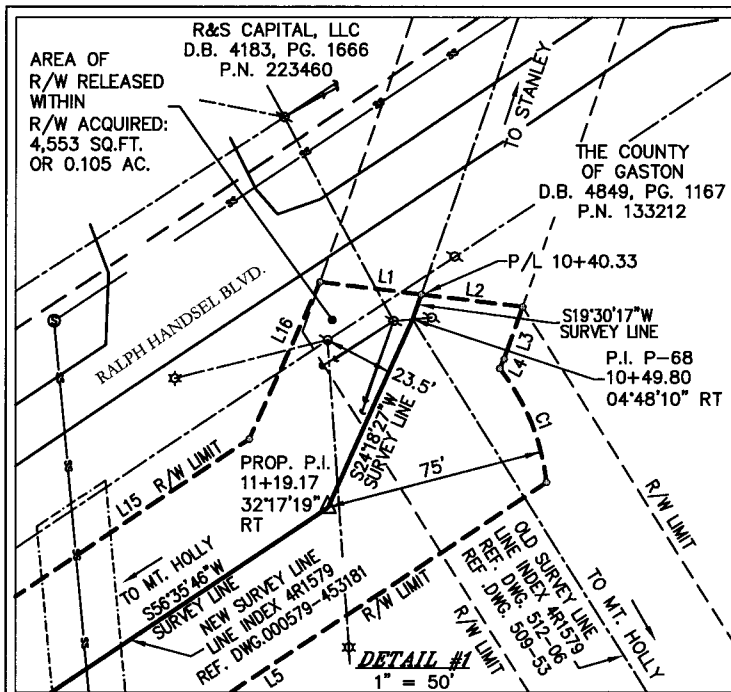 R&S CAPITAL, LLC
D.B. 4183, PG. 1666
P.N. 223460
AREA OF
R/W RELEASED
WITHIN
R/W ACQUIRED:
4,553 SQ.FT.
OR 0.105 AC.
TO STANLEY
THE COUNTY
OF GASTON
D.B. 4849, PG. 1167
P.N. 133212
RALPH HANDSEL BLVD.
L1
L2
P/L 10+40.33
S19°30'17"W
SURVEY LINE
L16
L3
L4
P.I. P-68
10+49.80
04°48'10" RT
23.5'
S24°18'27"W
SURVEY LINE
C1
75'
PROP. P.I.
11+19.17
32°17'19"
RT
L15
R/W LIMIT
R/W LIMIT
TO MT. HOLLY
S56°35'46"W
SURVEY LINE
NEW SURVEY LINE
LINE INDEX 4R1579
REF. DWG.000579-453181
R/W LIMIT
L5
R/W LIMIT
OLD SURVEY LINE
LINE INDEX 4R1579
REF. DWG. 512-06
REF .DWG. 509-53
TO MT. HOLLY
S
S
S
S
S
S
S
S
DETAIL #1
1" = 50'